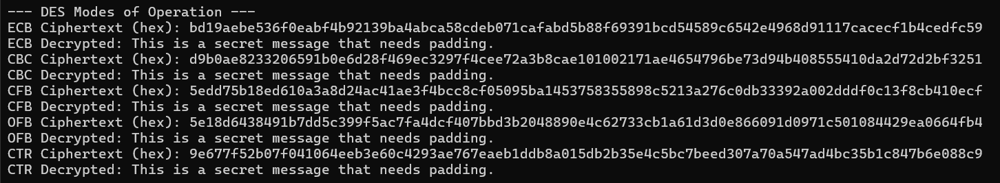 --- DES Modes of Operation ---
ECB Ciphertext (hex): bd19aebe536f0eabf4b92139ba4abca58cdeb071cafabd5b88f69391bcd54589c6542e4968d91117cacecf1b4cedfc59
ECB Decrypted: This is a secret message that needs padding.
CBC Ciphertext (hex): d9b0ae8233206591b0e6d28f469ec3297f4cee72a3b8cae101002171ae4654796be73d94b408555410da2d72d2bf3251
CBC Decrypted: This is a secret message that needs padding.
CFB Ciphertext (hex): 5edd75b18ed610a3a8d24ac41ae3f4bcc8cf05095ba1453758355898c5213a276c0db33392a002dddf0c13f8cb410ecf
CFB Decrypted: This is a secret message that needs padding.
OFB Ciphertext (hex): 5e18d6438491b7dd5c399f5ac7fa4dcf407bbd3b2048890e4c62733cb1a61d3d0e866091d0971c501084429ea0664fb4
OFB Decrypted: This is a secret message that needs padding.
CTR Ciphertext (hex): 9e677f52b07f041064eeb3e60c4293ae767eaeb1ddb8a015db2b35e4c5bc7beed307a70a547ad4bc35b1c847b6e088c9
CTR Decrypted: This is a secret message that needs padding.